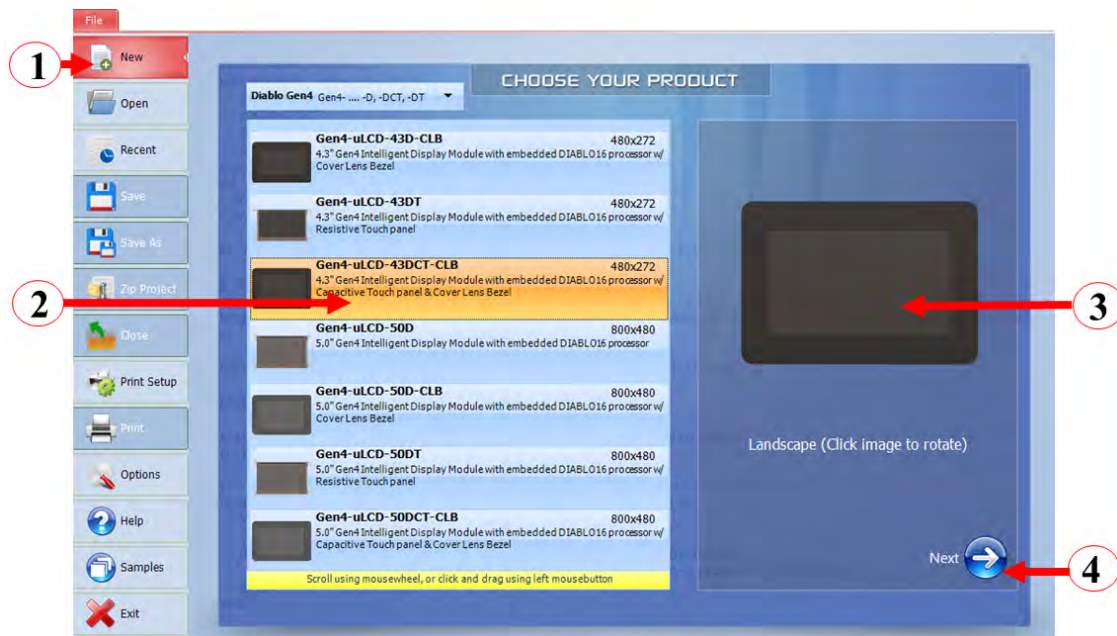 File
1
New
Open
Recent
Save
Save As
Zip Project
Close
Print Setup
Print
Options
Help
Samples
Exit
CHOOSE YOUR PRODUCT
Diablo Gen4 Gen4- .... -D, -DCT, -DT
Gen4-uLCD-43D-CLB 480x272
4.3" Gen4 Intelligent Display Module with embedded DIABLO16 processor w/
Cover Lens Bezel
Gen4-uLCD-43DT 480x272
4.3" Gen4 Intelligent Display Module with embedded DIABLO16 processor w/
Resistive Touch panel
2
Gen4-uLCD-43DCT-CLB 480x272
4.3" Gen4 Intelligent Display Module with embedded DIABLO16 processor w/
Capacitive Touch panel & Cover Lens Bezel
Gen4-uLCD-50D 800x480
5.0" Gen4 Intelligent Display Module with embedded DIABLO16 processor
Gen4-uLCD-50D-CLB 800x480
5.0" Gen4 Intelligent Display Module with embedded DIABLO16 processor w/
Cover Lens Bezel
Gen4-uLCD-50DT 800x480
5.0" Gen4 Intelligent Display Module with embedded DIABLO16 processor w/
Resistive Touch panel
Gen4-uLCD-50DCT-CLB 800x480
5.0" Gen4 Intelligent Display Module with embedded DIABLO16 processor w/
Capacitive Touch panel & Cover Lens Bezel
Scroll using mousewheel, or click and drag using left mousebutton
3
Landscape (Click image to rotate)
Next
4